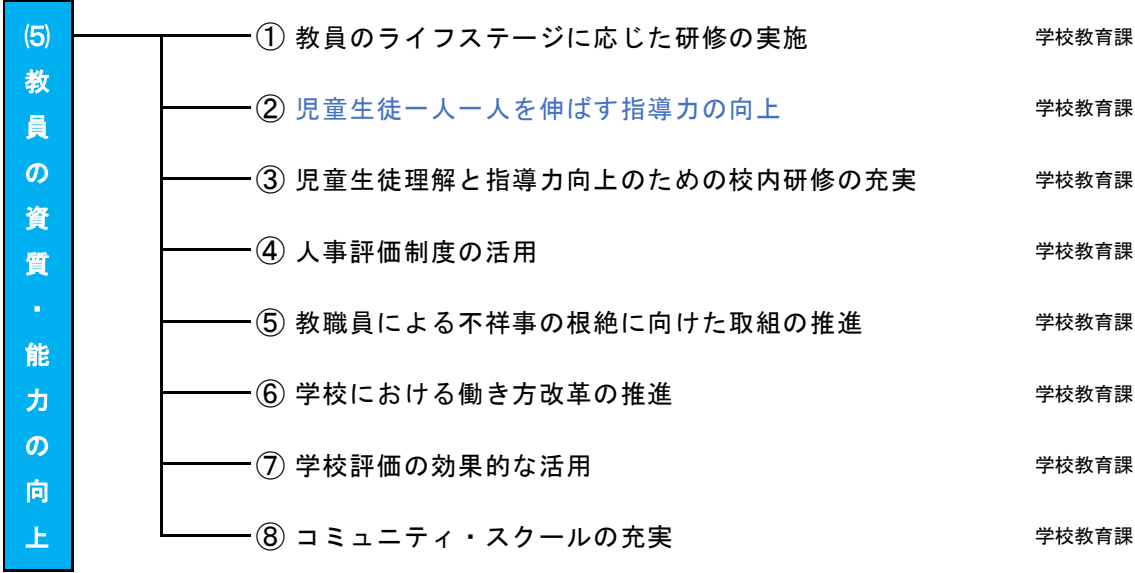 ⑸教員の資質・能力の向上
① 教員のライフステージに応じた研修の実施 学校教育課
② 児童生徒一人一人を伸ばす指導力の向上 学校教育課
③ 児童生徒理解と指導力向上のための校内研修の充実 学校教育課
④ 人事評価制度の活用 学校教育課
⑤ 教職員による不祥事の根絶に向けた取組の推進 学校教育課
⑥ 学校における働き方改革の推進 学校教育課
⑦ 学校評価の効果的な活用 学校教育課
⑧ コミュニティ・スクールの充実 学校教育課